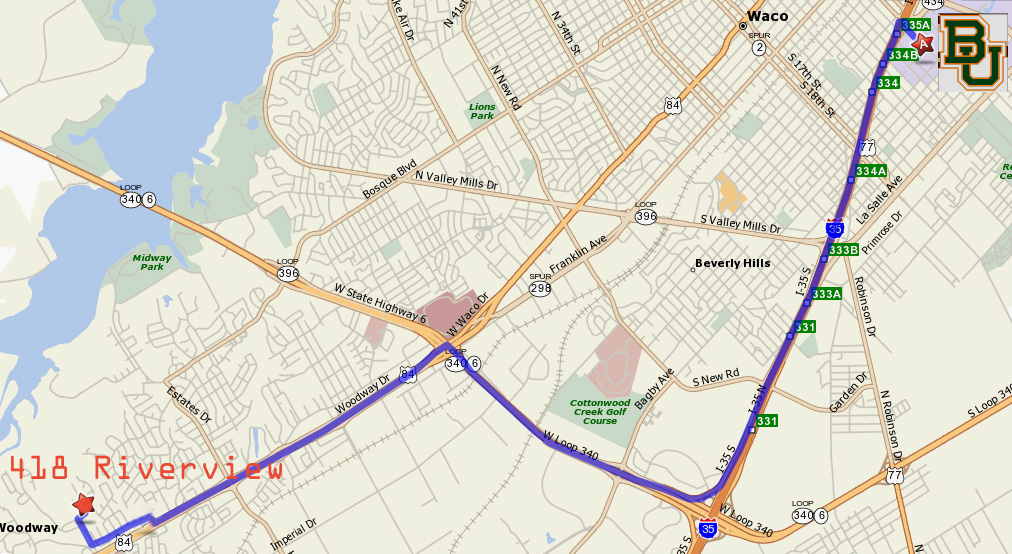 ke Air Dr
N 41st
N 34th St
Waco
SPUR
2
434
335A
A
BU
334B
S 17th St
S 18th St
334
N New Rd
Lions
Park
84
77
Bosque Blvd
N Valley Mills Dr
334A
LOOP
340 6
LOOP
396
S Valley Mills Dr
La Salle Ave
Primrose Dr
35
333B
Franklin Ave
Midway
Park
LOOP
396
SPUR
298
Beverly Hills
W State Highway 6
W Waco Dr
I-35 S
333A
Robinson Dr
331
LOOP
340 6
84
Woodway Dr
Estates Dr
S New Rd
Bagby Ave
Garden Dr
I-35 N
Cottonwood
Creek Golf
Course
331
N Robinson Dr
S Loop 340
W Loop 340
I-35 S
418 Riverview
77
Woodway
84
Imperial Dr
LOOP
340 6
W Loop 340
35
35 S
N